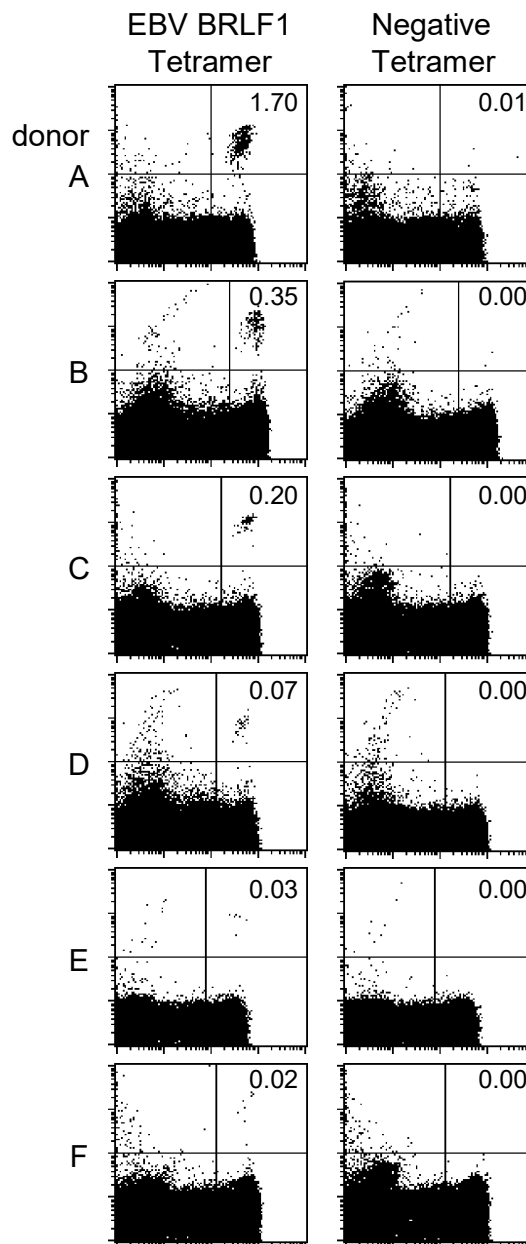 EBV BRLF1 Negative
Tetramer Tetramer
donor
A
1.70 0.01
B
0.35 0.00
C
0.20 0.00
D
0.07 0.00
E
0.03 0.00
F
0.02 0.00